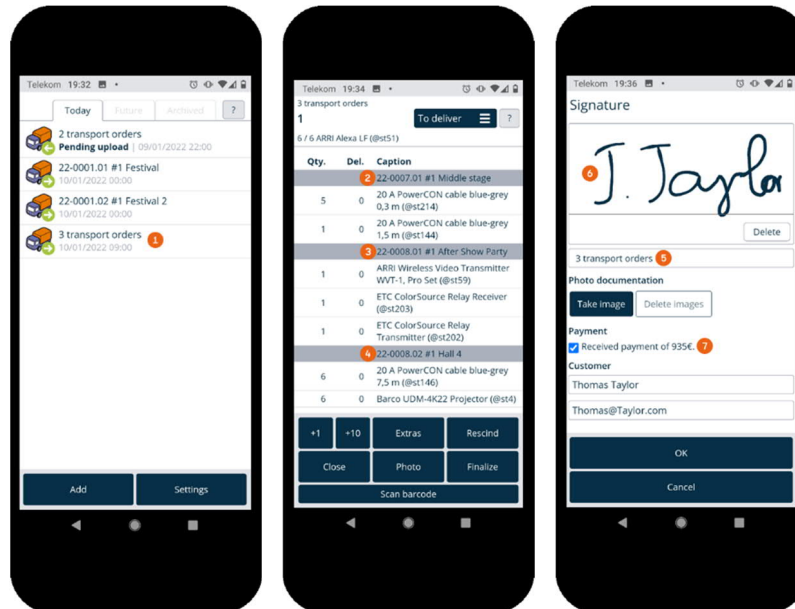 Telekom 19:32
Today Future Archived ?
2 transport orders
Pending upload | 09/01/2022 22:00
22-0001.01 #1 Festival
10/01/2022 00:00
22-0001.02 #1 Festival 2
10/01/2022 00:00
3 transport orders 1
10/01/2022 09:00
Add Settings
Telekom 19:34
3 transport orders
1 To deliver ?
6 / 6 ARRI Alexa LF (@st51)
Qty. Del. Caption
2 22-0007.01 #1 Middle stage
5 0 20 A PowerCON cable blue-grey
0,3 m (@st214)
1 0 20 A PowerCON cable blue-grey
1,5 m (@st144)
3 22-0008.01 #1 After Show Party
1 0 ARRI Wireless Video Transmitter
WVT-1, Pro Set (@st59)
1 0 ETC ColorSource Relay Receiver
(@st203)
1 0 ETC ColorSource Relay
Transmitter (@st202)
4 22-0008.02 #1 Hall 4
6 0 20 A PowerCON cable blue-grey
7,5 m (@st146)
6 0 Barco UDM-4K22 Projector (@st4)
+1 +10 Extras Rescind
Close Photo Finalize
Scan barcode
Telekom 19:36
Signature
6 J. Taylor
Delete
3 transport orders 5
Photo documentation
Take image Delete images
Payment
Received payment of 935€. 7
Customer
Thomas Taylor
Thomas@Taylor.com
OK
Cancel